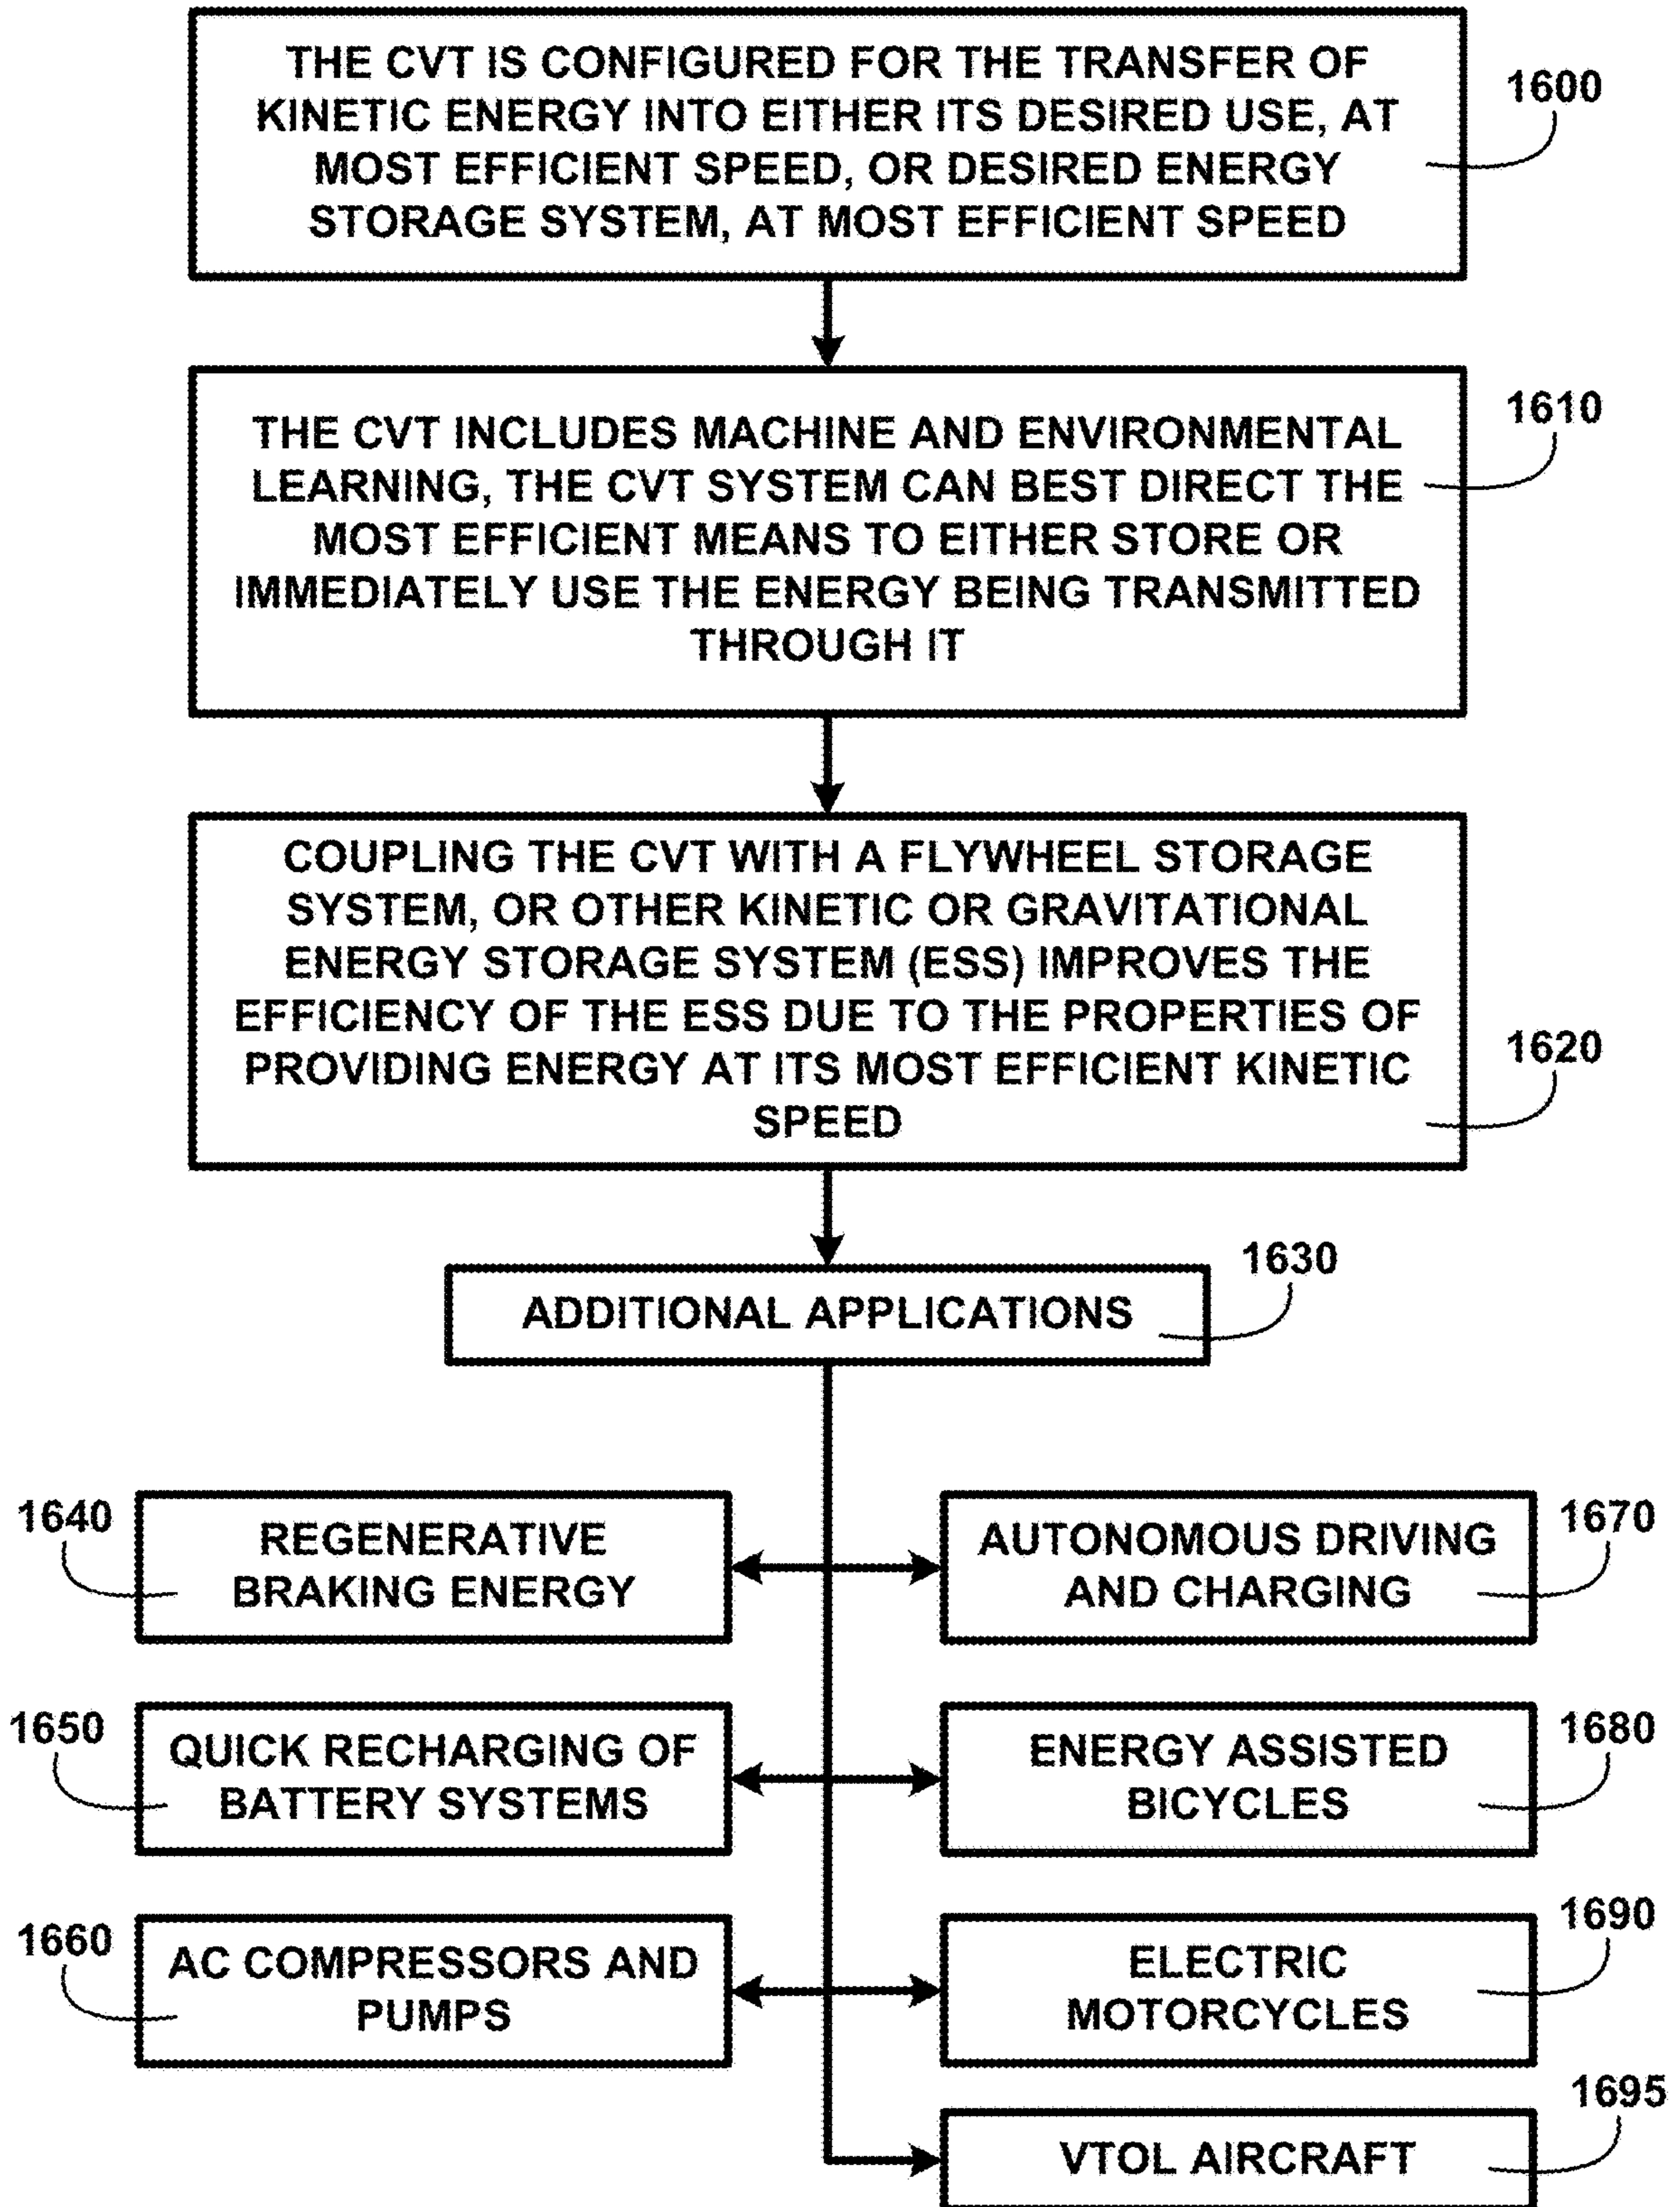 THE CVT IS CONFIGURED FOR THE TRANSFER OF
KINETIC ENERGY INTO EITHER ITS DESIRED USE, AT
MOST EFFICIENT SPEED, OR DESIRED ENERGY
STORAGE SYSTEM, AT MOST EFFICIENT SPEED
1600
THE CVT INCLUDES MACHINE AND ENVIRONMENTAL
LEARNING, THE CVT SYSTEM CAN BEST DIRECT THE
MOST EFFICIENT MEANS TO EITHER STORE OR
IMMEDIATELY USE THE ENERGY BEING TRANSMITTED
THROUGH IT
1610
COUPLING THE CVT WITH A FLYWHEEL STORAGE
SYSTEM, OR OTHER KINETIC OR GRAVITATIONAL
ENERGY STORAGE SYSTEM (ESS) IMPROVES THE
EFFICIENCY OF THE ESS DUE TO THE PROPERTIES OF
PROVIDING ENERGY AT ITS MOST EFFICIENT KINETIC
SPEED
1620
ADDITIONAL APPLICATIONS
1630
1640
REGENERATIVE
BRAKING ENERGY
AUTONOMOUS DRIVING
AND CHARGING
1670
1650
QUICK RECHARGING OF
BATTERY SYSTEMS
ENERGY ASSISTED
BICYCLES
1680
1660
AC COMPRESSORS AND
PUMPS
ELECTRIC
MOTORCYCLES
1690
VTOL AIRCRAFT
1695